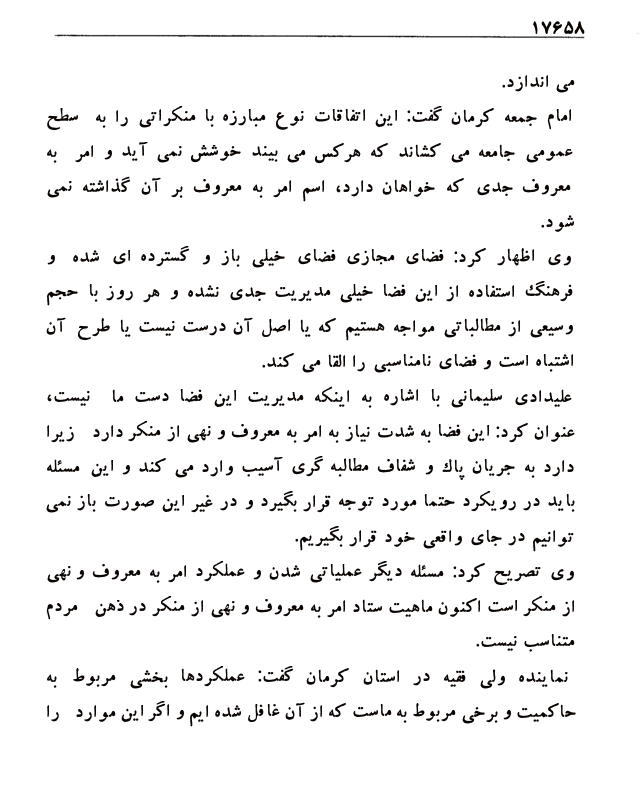 ۱۷۶۵۸
می اندازد.
امام جمعه کرمان گفت: این اتفاقات نوع مبارزه با منکراتی را به سطح
عمومی جامعه می کشاند که هرکس می بیند خوشش نمی آید و امر به
معروف جدی که خواهان دارد، اسم امر به معروف بر آن گذاشته نمی
شود.
وی اظهار کرد: فضای مجازی فضای خیلی باز و گسترده ای شده و
فرهنگ استفاده از این فضا خیلی مدیریت جدی نشده و هر روز با حجم
وسیعی از مطالباتی مواجه هستیم که یا اصل آن درست نیست یا طرح آن
اشتباه است و فضای نامناسبی را القا می کند.
علیدادی سلیمانی با اشاره به اینکه مدیریت این فضا دست ما نیست،
عنوان کرد: این فضا به شدت نیاز به امر به معروف و نهی از منکر دارد زیرا
دارد به جریان پاک و شفاف مطالبه گری آسیب وارد می کند و این مسئله
باید در رویکرد حتما مورد توجه قرار بگیرد و در غیر این صورت باز نمی
توانیم در جای واقعی خود قرار بگیریم.
وی تصریح کرد: مسئله دیگر عملیاتی شدن و عملکرد امر به معروف و نهی
از منکر است اکنون ماهیت ستاد امر به معروف و نهی از منکر در ذهن مردم
متناسب نیست.
نماینده ولی فقیه در استان کرمان گفت: عملکردها بخشی مربوط به
حاکمیت و برخی مربوط به ماست که از آن غافل شده ایم و اگر این موارد را